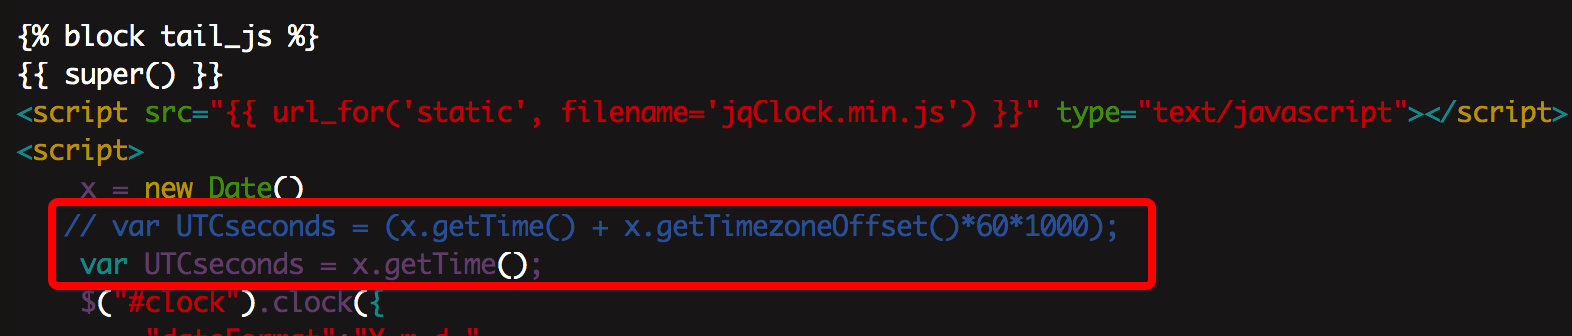 {% block tail_js %}
{{ super() }}
<script src="{{ url_for('static', filename='jqClock.min.js') }}" type="text/javascript"></script>
<script>
x = new Date()
// var UTCseconds = (x.getTime() + x.getTimezoneOffset()*60*1000);
var UTCseconds = x.getTime();
$("#clock").clock({
"dateFormat":"Y-m-d